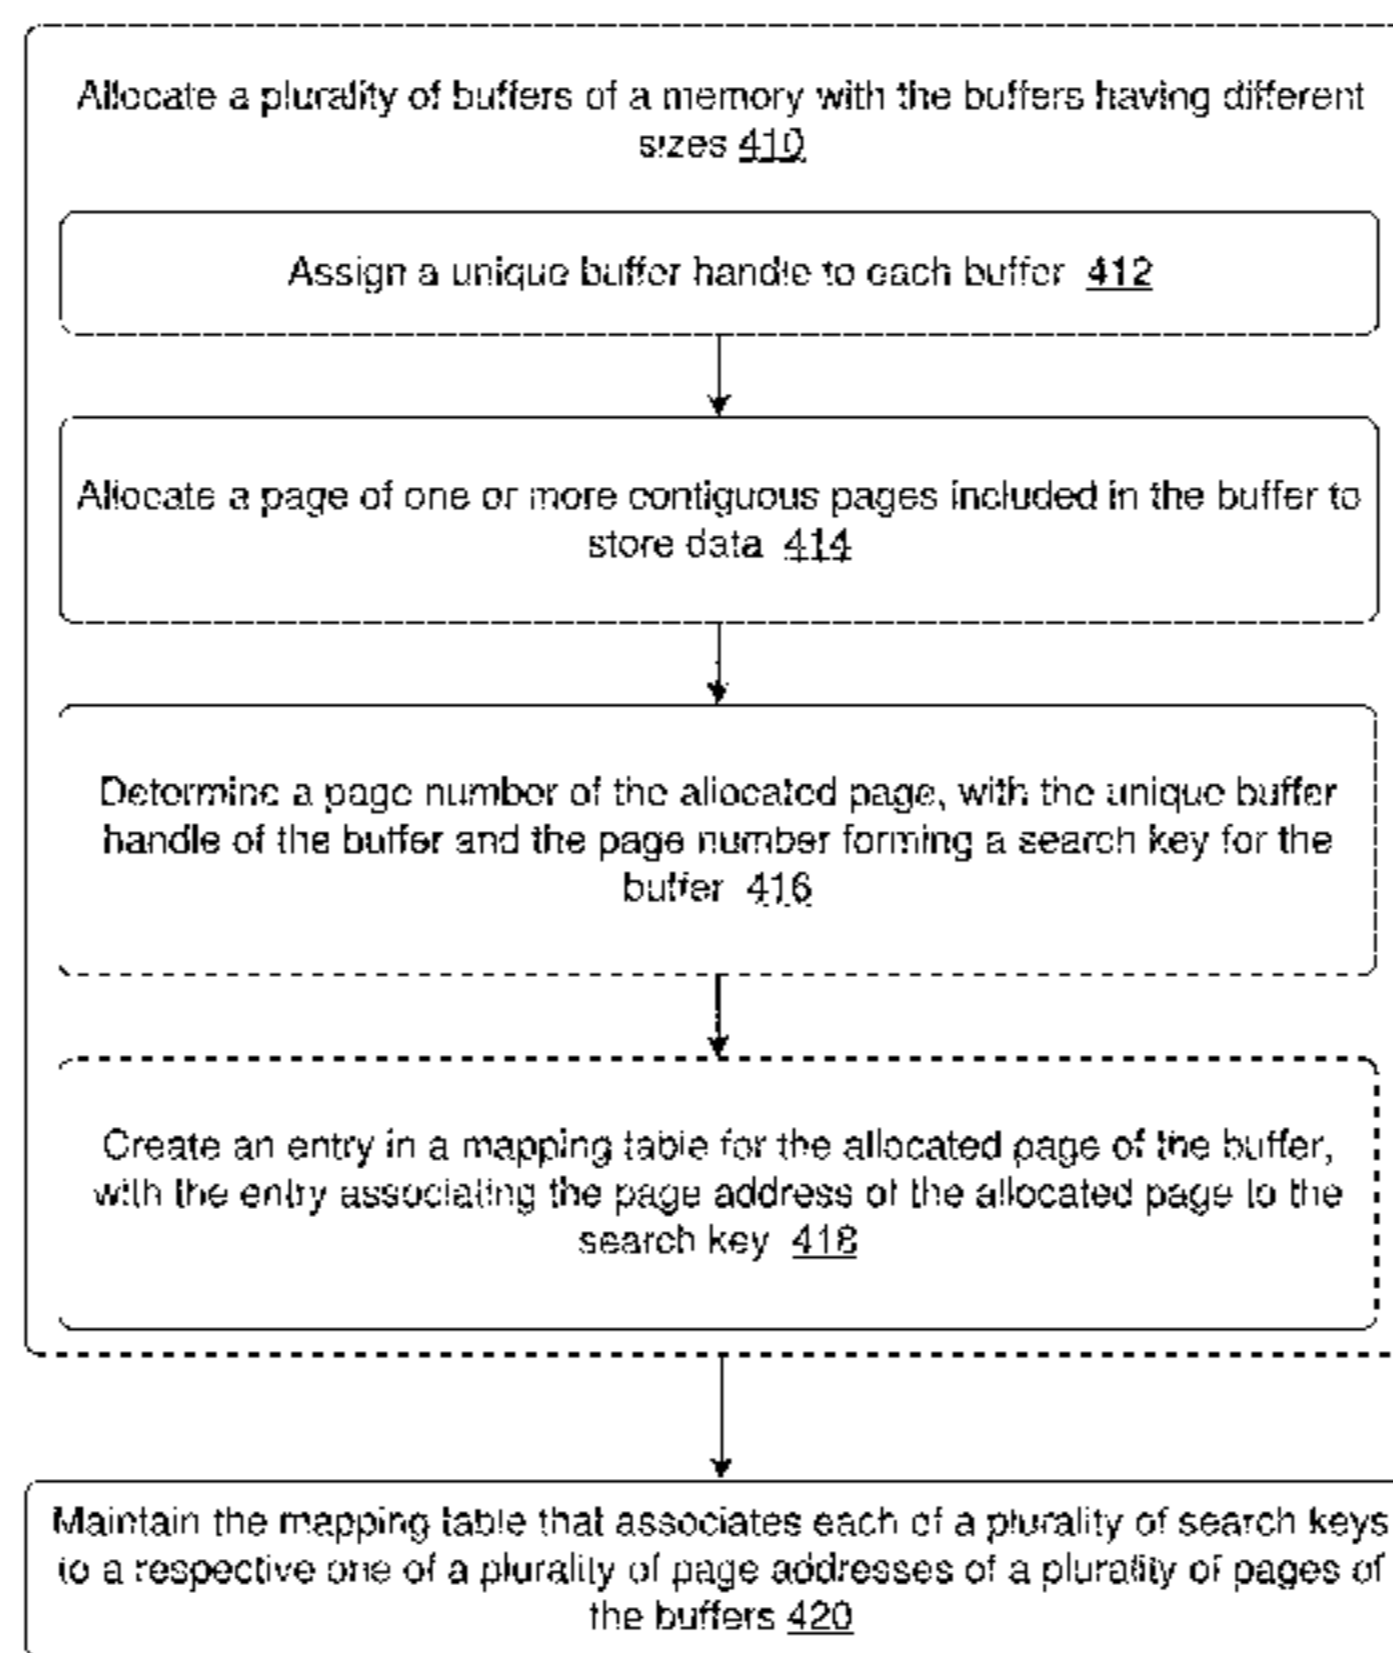 Allocate a plurality of buffers of a memory with the buffers having different
sizes 410
Assign a unique buffer handle to each buffer 412
Allocate a page of one or more contiguous pages included in the buffer to
store data 414
Determine a page number of the allocated page, with the unique buffer
handle of the buffer and the page number forming a search key for the
buffer 416
Create an entry in a mapping table for the allocated page of the buffer,
with the entry associating the page address of the allocated page to the
search key 418
Maintain the mapping table that associates each of a plurality of search keys
to a respective one of a plurality of page addresses of a plurality of pages of
the buffers 420